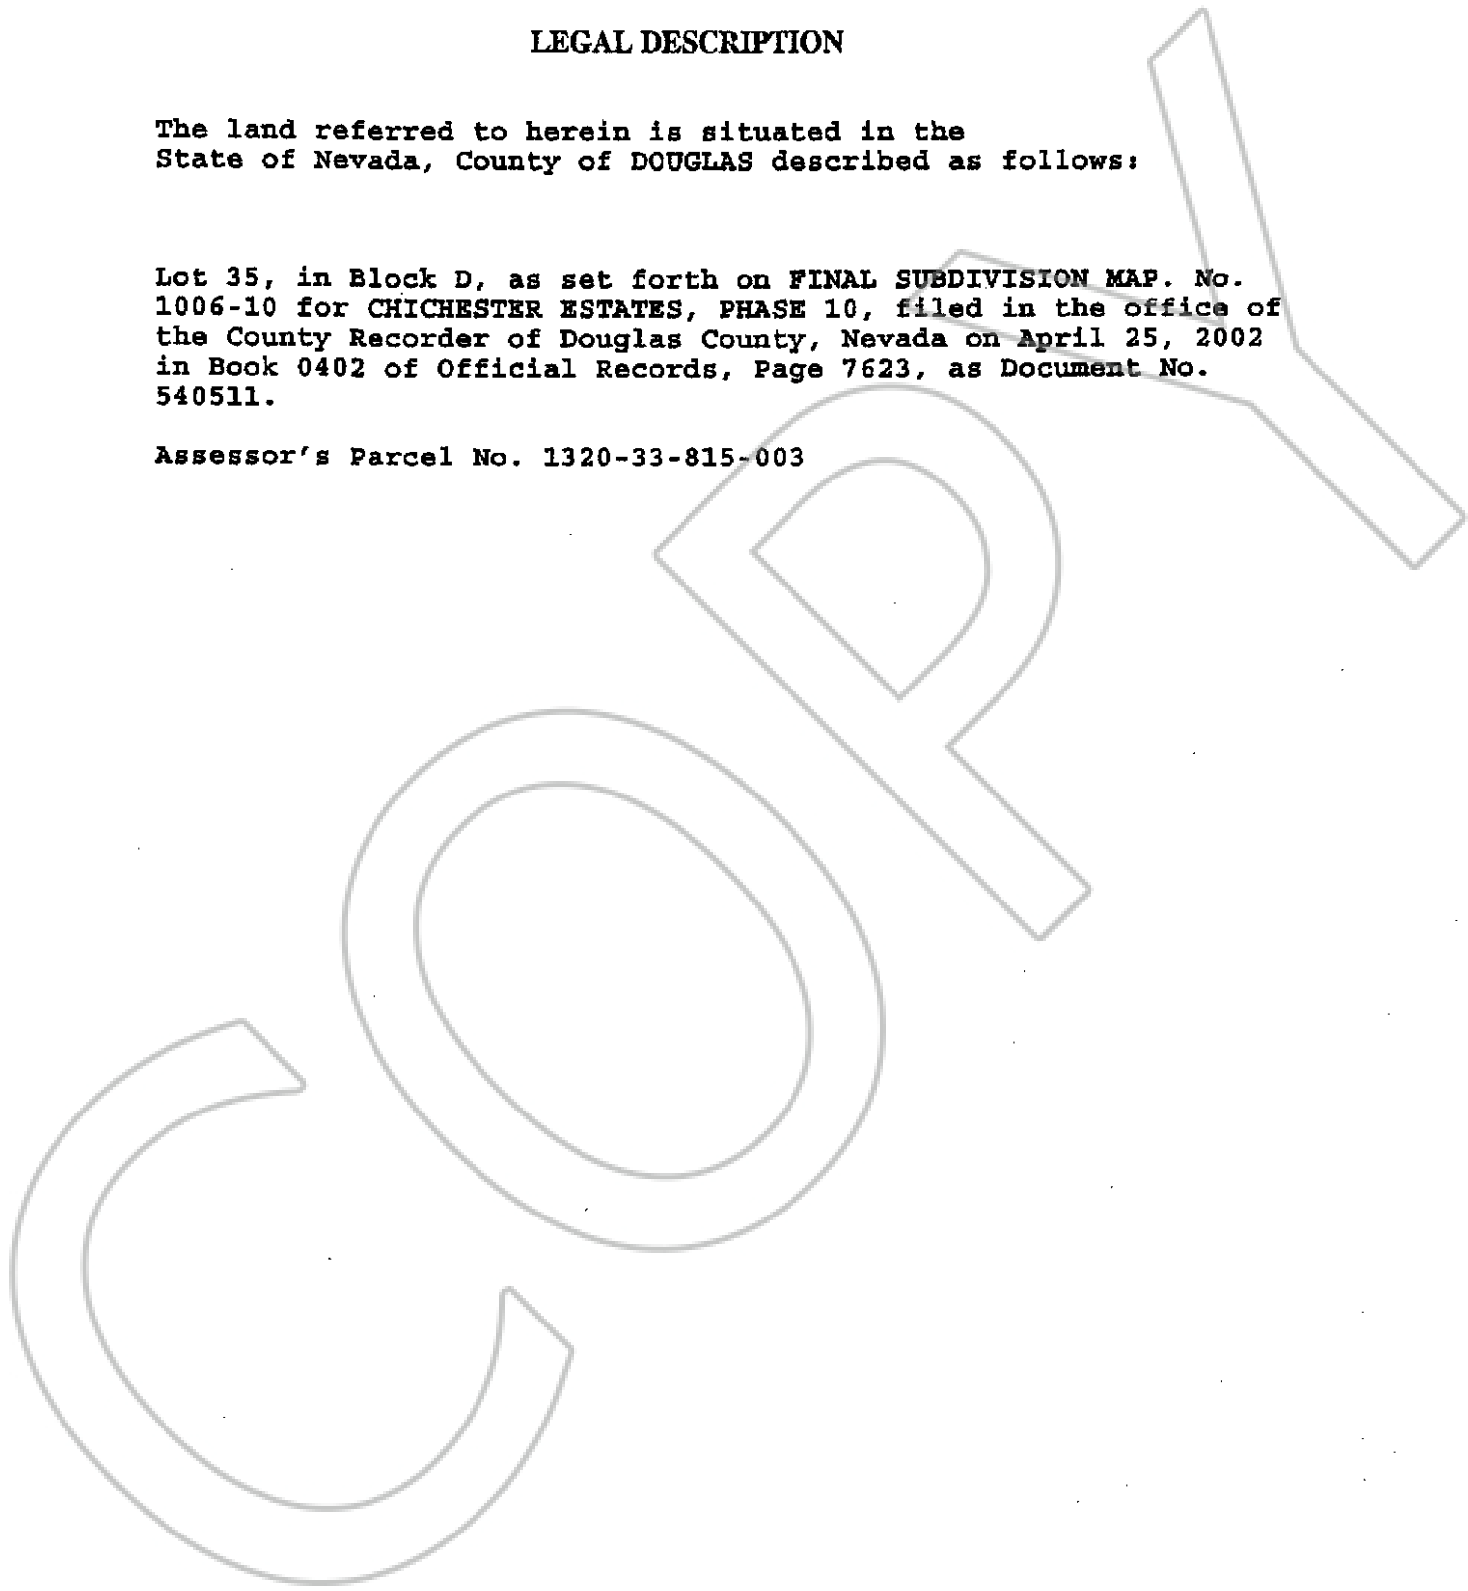 LEGAL DESCRIPTION
The land referred to herein is situated in the
State of Nevada, County of DOUGLAS described as follows:
Lot 35, in Block D, as set forth on FINAL SUBDIVISION MAP. No.
1006-10 for CHICHESTER ESTATES, PHASE 10, filed in the office of
the County Recorder of Douglas County, Nevada on April 25, 2002
in Book 0402 of Official Records, Page 7623, as Document No.
540511.
Assessor's Parcel No. 1320-33-815-003
COPY